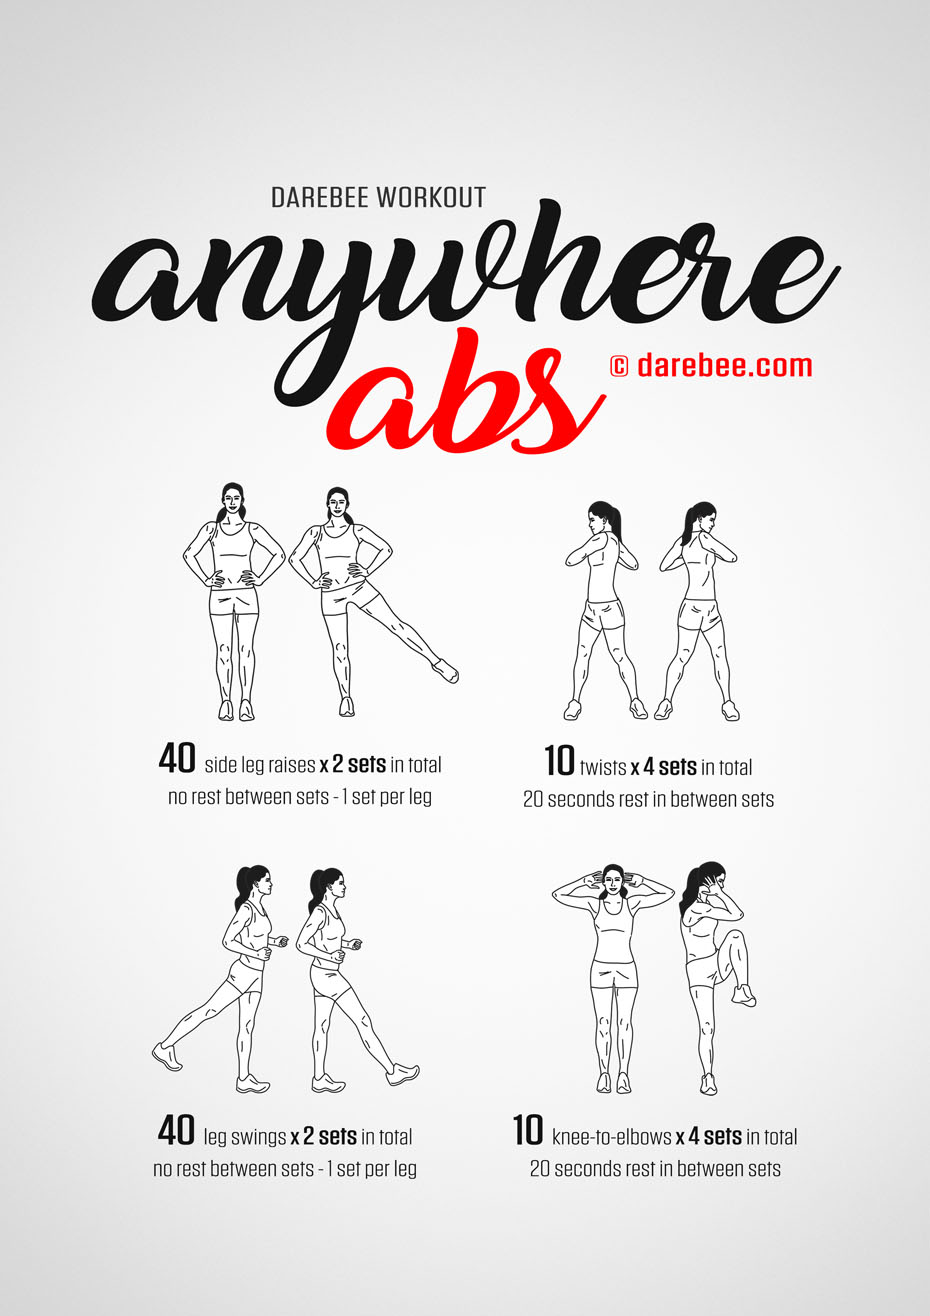 DAREBEE WORKOUT
anywhere
abs
© darebee.com
40 side leg raises x 2 sets in total
no rest between sets - 1 set per leg
10 twists x 4 sets in total
20 seconds rest in between sets
40 leg swings x 2 sets in total
no rest between sets - 1 set per leg
10 knee-to-elbows x 4 sets in total
20 seconds rest in between sets